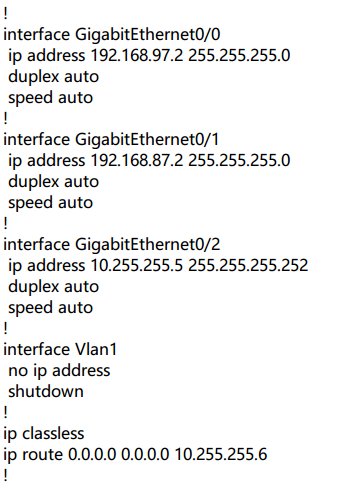 !
interface GigabitEthernet0/0
 ip address 192.168.97.2 255.255.255.0
 duplex auto
 speed auto
!
interface GigabitEthernet0/1
 ip address 192.168.87.2 255.255.255.0
 duplex auto
 speed auto
!
interface GigabitEthernet0/2
 ip address 10.255.255.5 255.255.255.252
 duplex auto
 speed auto
!
interface Vlan1
 no ip address
 shutdown
!
ip classless
ip route 0.0.0.0 0.0.0.0 10.255.255.6
!